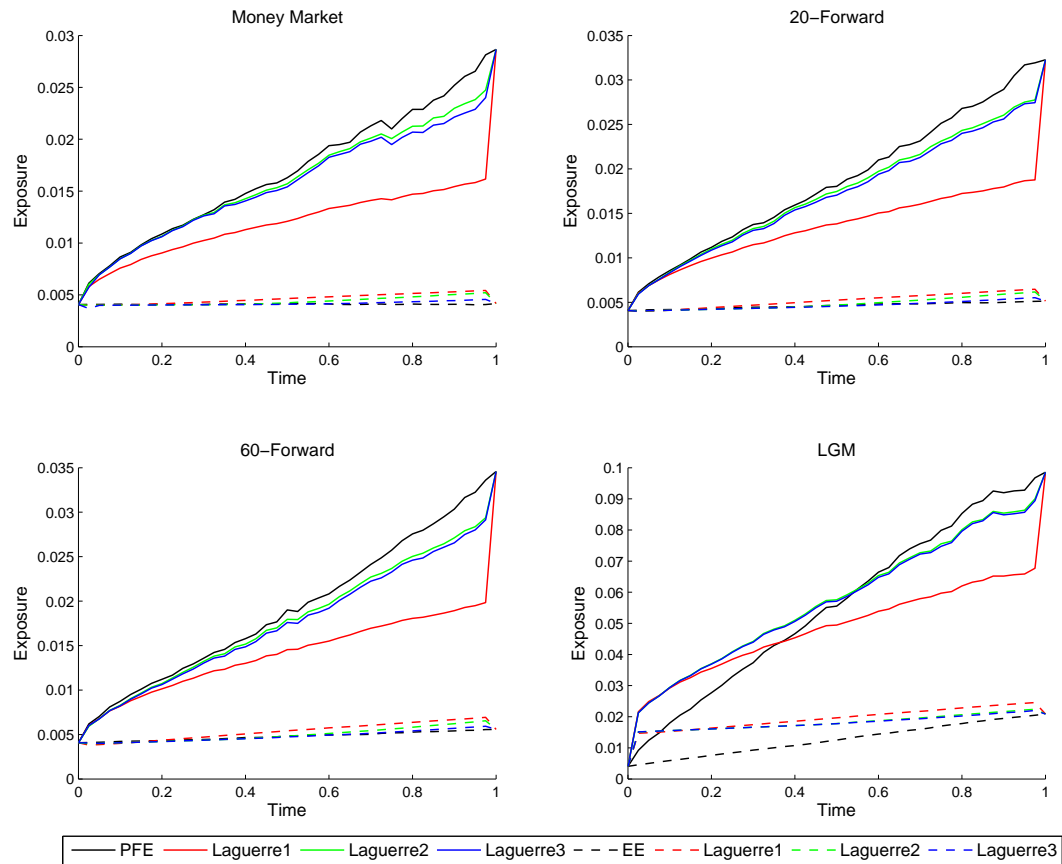 Money Market
0.03
0.025
0.02
0.015
0.01
0.005
0
Exposure
0 0.2 0.4 0.6 0.8 1
Time
20−Forward
0.035
0.03
0.025
0.02
0.015
0.01
0.005
0
Exposure
0 0.2 0.4 0.6 0.8 1
Time
60−Forward
0.035
0.03
0.025
0.02
0.015
0.01
0.005
0
Exposure
0 0.2 0.4 0.6 0.8 1
Time
LGM
0.1
0.09
0.08
0.07
0.06
0.05
0.04
0.03
0.02
0.01
0
Exposure
0 0.2 0.4 0.6 0.8 1
Time
PFE Laguerre1 Laguerre2 Laguerre3 EE Laguerre1 Laguerre2 Laguerre3